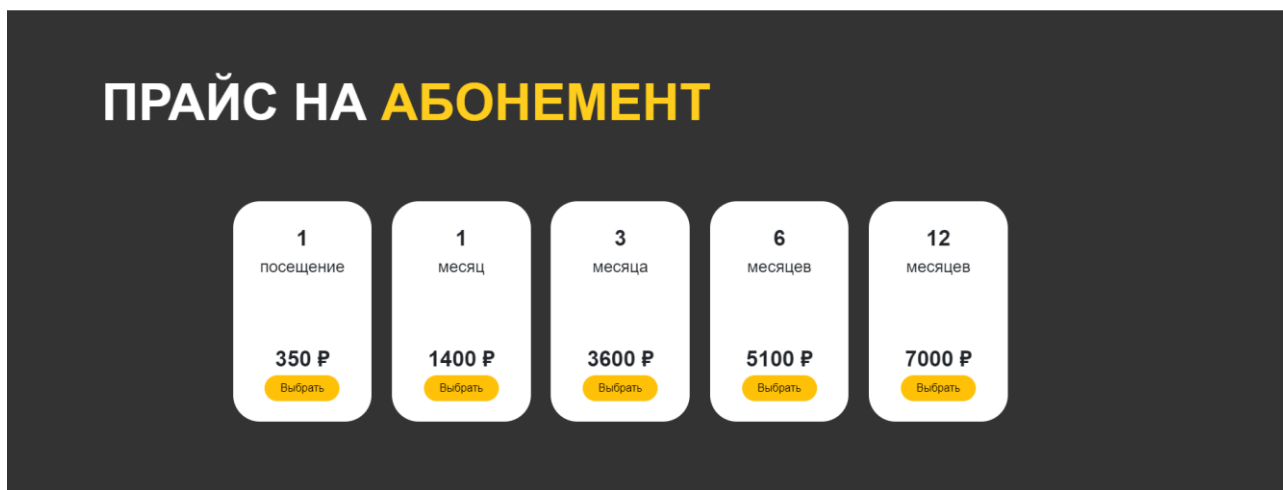 ПРАЙС НА АБОНЕМЕНТ
1
посещение
350 ₽
Выбрать
1
месяц
1400 ₽
Выбрать
3
месяца
3600 ₽
Выбрать
6
месяцев
5100 ₽
Выбрать
12
месяцев
7000 ₽
Выбрать